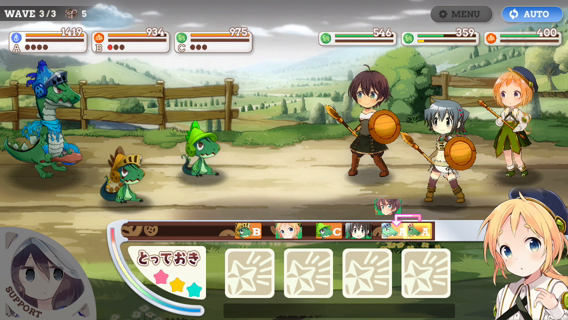 WAVE 3/3 5
MENU
AUTO
1419
934
975
546
359
400
A
B
C
B
C
A
とっておき
SUPPORT